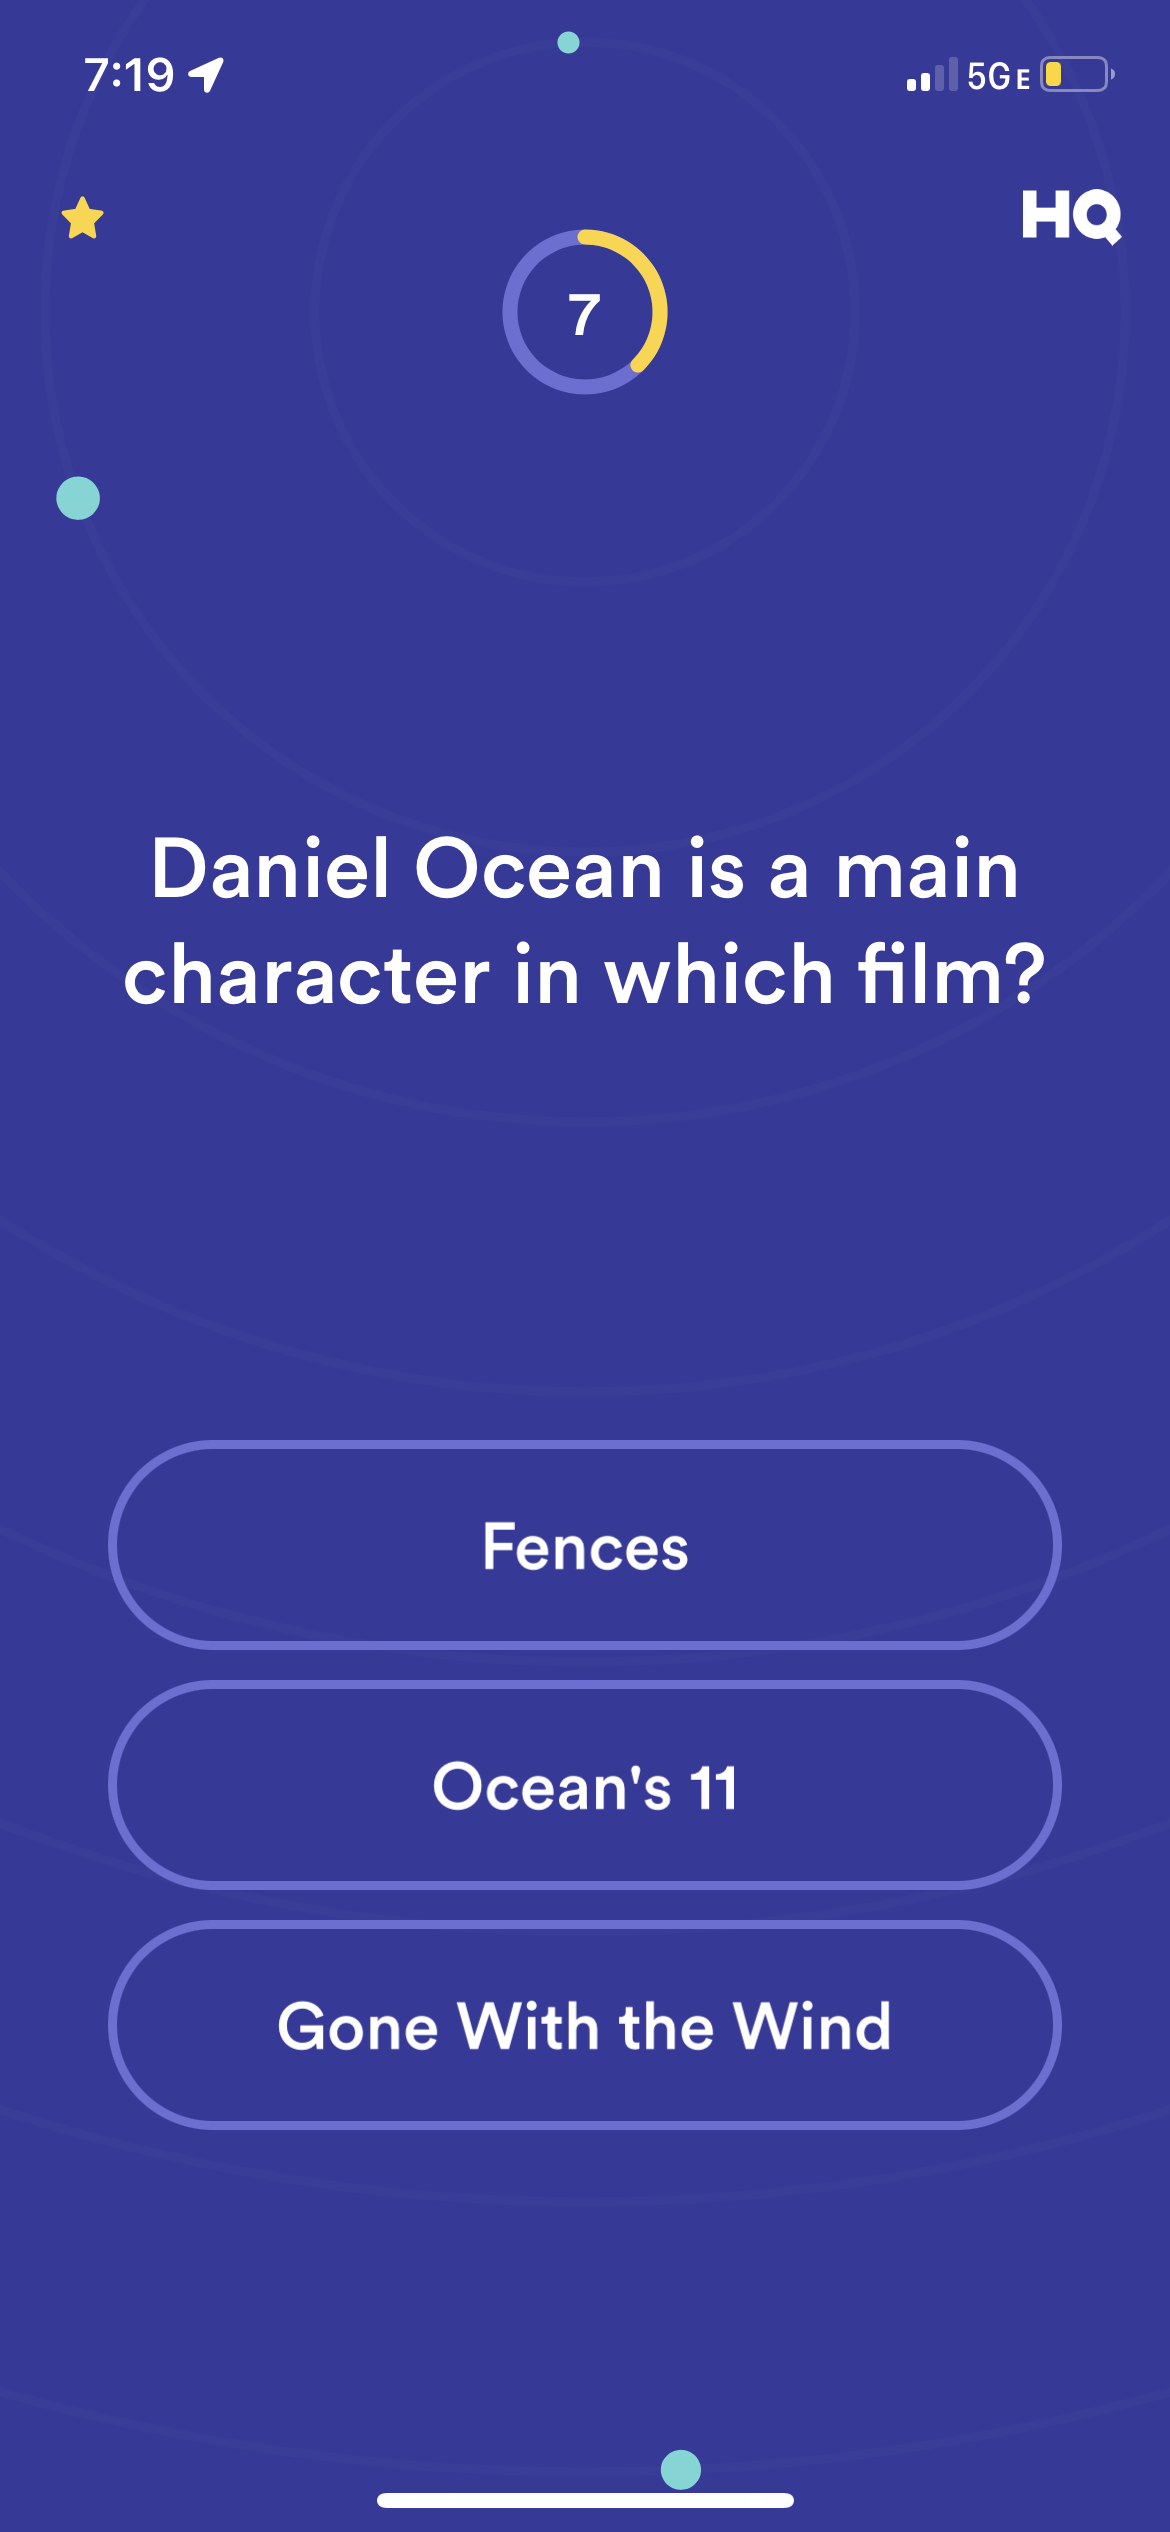 7:19
5GE
HQ
7
Daniel Ocean is a main
character in which film?
Fences
Ocean's 11
Gone With the Wind